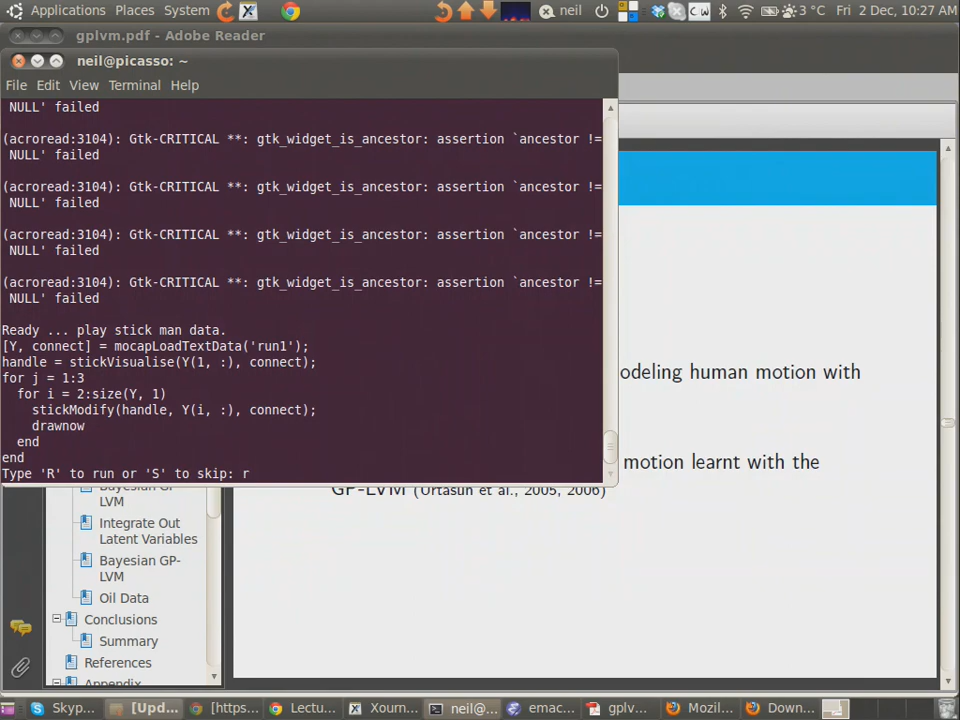 Applications Places System neil 3 °C Fri 2 Dec, 10:27 AM
gplvm.pdf - Adobe Reader
neil@picasso: ~
File Edit View Terminal Help
NULL' failed
(acroread:3104): Gtk-CRITICAL **: gtk_widget_is_ancestor: assertion `ancestor !=
NULL' failed
(acroread:3104): Gtk-CRITICAL **: gtk_widget_is_ancestor: assertion `ancestor !=
NULL' failed
(acroread:3104): Gtk-CRITICAL **: gtk_widget_is_ancestor: assertion `ancestor !=
NULL' failed
(acroread:3104): Gtk-CRITICAL **: gtk_widget_is_ancestor: assertion `ancestor !=
NULL' failed
Ready ... play stick man data.
[Y, connect] = mocapLoadTextData('run1');
handle = stickVisualise(Y(1, :), connect);
for j = 1:3
for i = 2:size(Y, 1)
stickModify(handle, Y(i, :), connect);
drawnow
end
end
Type 'R' to run or 'S' to skip: r
odeling human motion with
motion learnt with the
GP-LVM (Urtasun et al., 2005, 2006)
Bayesian GP-
LVM
Integrate Out
Latent Variables
Bayesian GP-
LVM
Oil Data
Conclusions
Summary
References
Appendix
Skyp... [Upd... [https... Lectu... Xourn... neil@... emac... gplv... Mozil... Down...